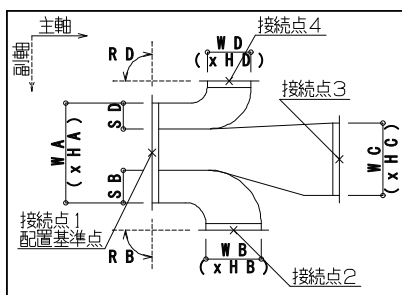 主軸
副軸
RD
WD
(xHD)
接続点4
接続点3
WA
(xHA)
SD
SB
WC
(xHC)
接続点1
配置基準点
RB
WB
(xHB)
接続点2